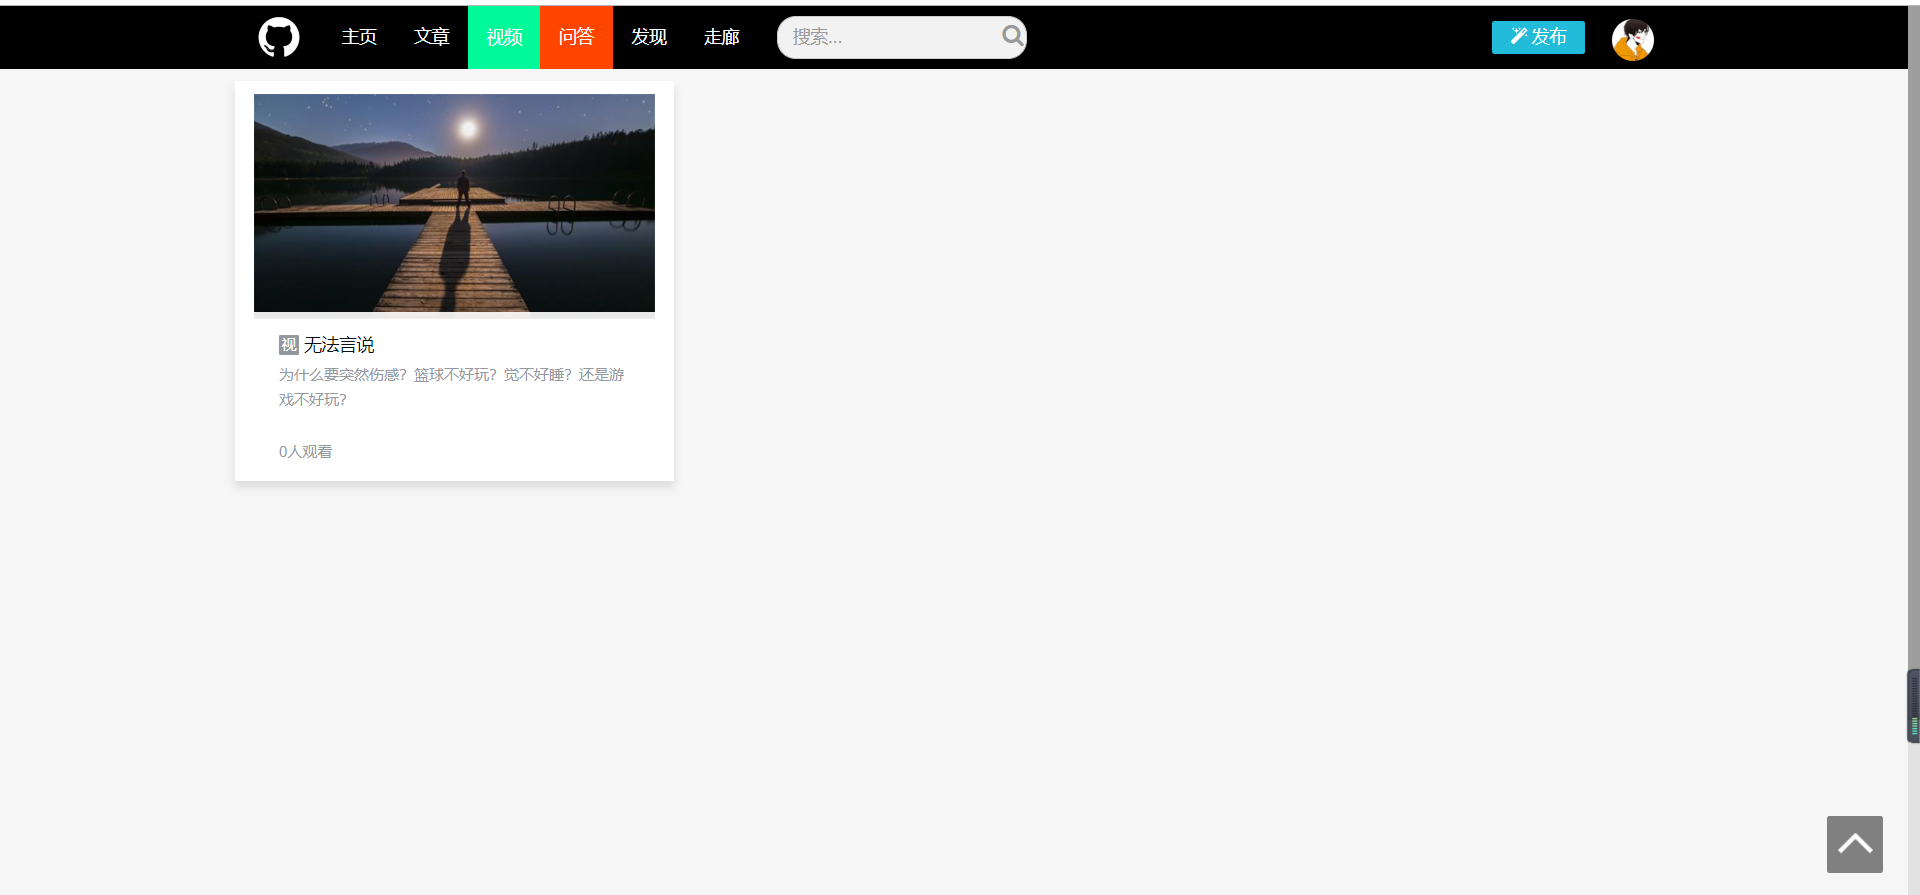 主页 文章 视频 问答 发现 走廊 搜索... 发布
视 无法言说
为什么要突然伤感？篮球不好玩？觉不好睡？还是游
戏不好玩？
0人观看